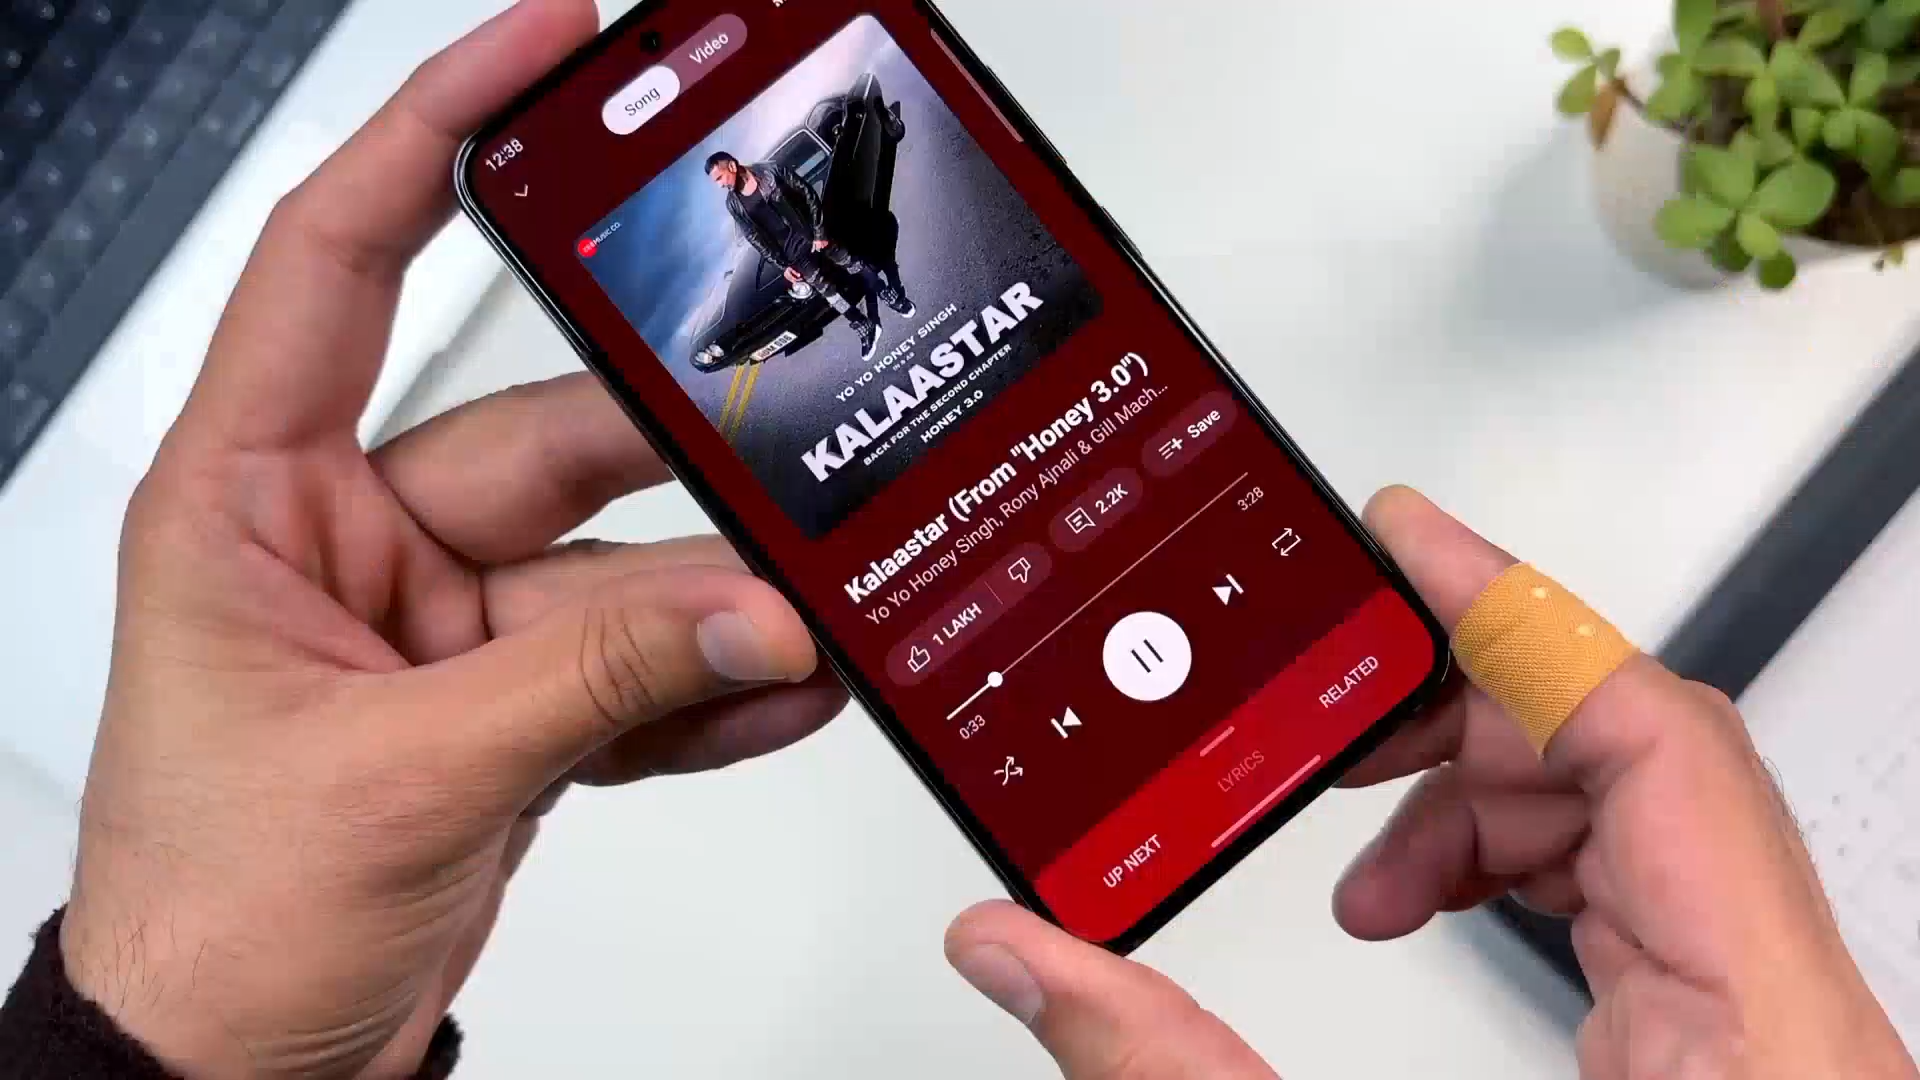 12:38
Song
Video
YO YO HONEY SINGH
IN & AS
KALAASTAR
BACK FOR THE SECOND CHAPTER
HONEY 3.0
Kalaastar (From "Honey 3.0")
Yo Yo Honey Singh, Rony Ajnali & Gill Mach...
1 LAKH
2.2K
Save
0:33
3:28
UP NEXT
LYRICS
RELATED